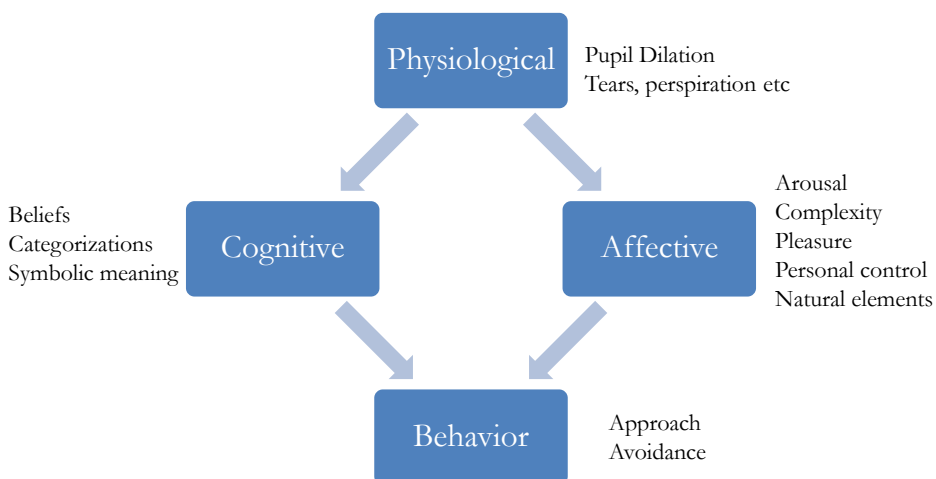 Physiological
Pupil Dilation
Tears, perspiration etc
Beliefs
Categorizations
Symbolic meaning
Cognitive
Affective
Arousal
Complexity
Pleasure
Personal control
Natural elements
Behavior
Approach
Avoidance